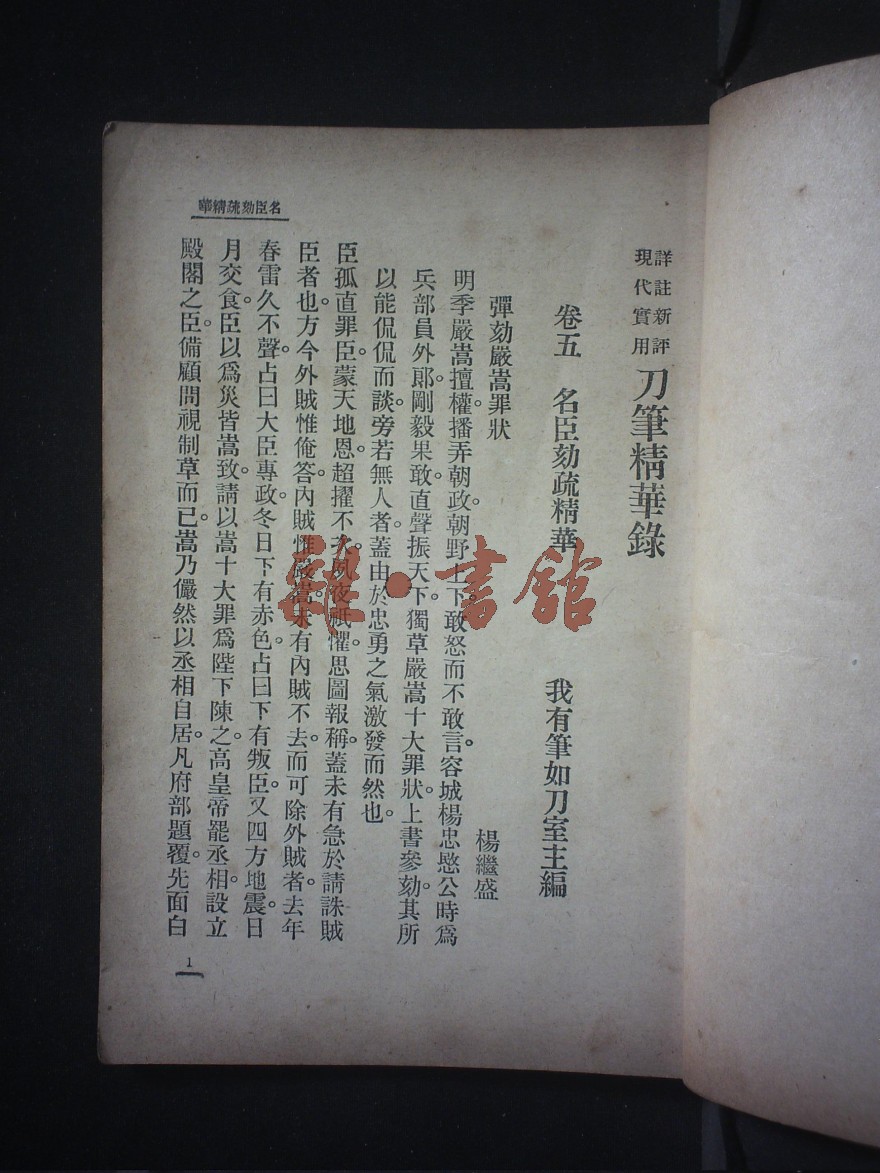 詳註新評
現代實用
刀筆精華錄
卷五 名臣劾疏精華 我有筆如刀室主編
彈劾嚴嵩罪狀 楊繼盛
明季嚴嵩擅權。播弄朝政。朝野上下。敢怒而不敢言。容城楊忠愍公時爲
兵部員外郎。剛毅果敢。直聲振天下。獨草嚴嵩十大罪狀。上書參劾。其所
以能侃侃而談。旁若無人者。蓋由於忠勇之氣激發而然也。
臣孤直罪臣。蒙天地恩。超擢不次。夙夜祇懼。思圖報稱。蓋未有急於請誅賊
臣者也。方今外賊惟俺答。內賊惟嚴嵩。未有內賊不去。而可除外賊者。去年
春雷久不聲。占曰大臣專政。冬日下有赤色。占曰下有叛臣。又四方地震。日
月交食。臣以爲災皆嵩致。請以嵩十大罪爲陛下陳之。高皇帝罷丞相。設立
殿閣之臣。備顧問視制草而已。嵩乃儼然以丞相自居。凡府部題覆。先面白
名臣劾疏精華
1
雜·書館